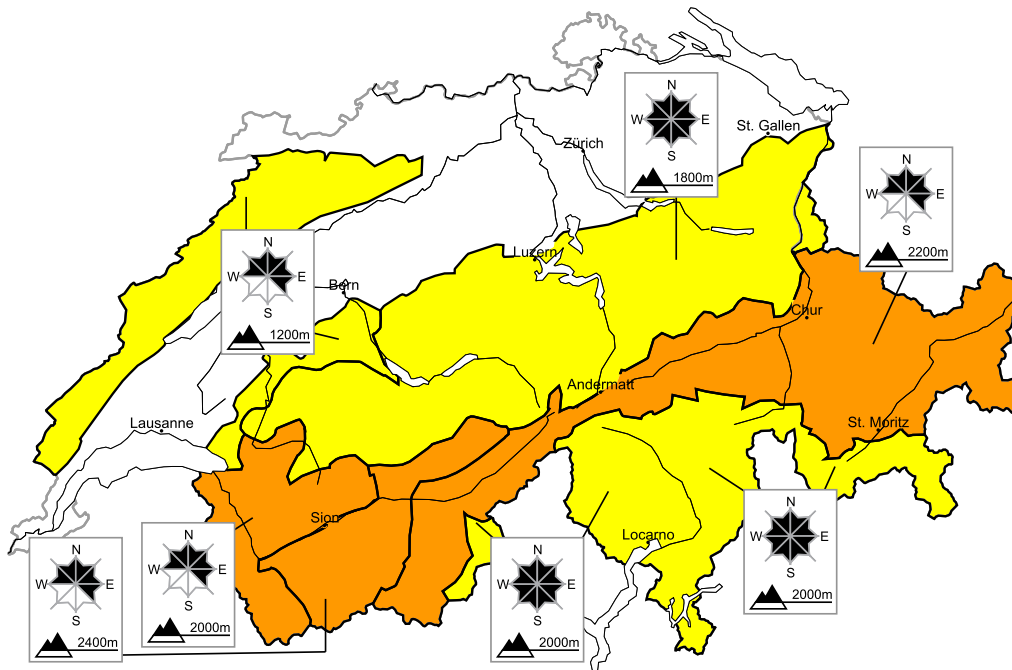 N
W E
S
1800m
St. Gallen
Zürich
N
W E
S
2200m
N
W E
S
1200m
Luzern
Bern
Chur
Andermatt
Lausanne
St. Moritz
Sion
Locarno
N
W E
S
2400m
N
W E
S
2000m
N
W E
S
2000m
N
W E
S
2000m